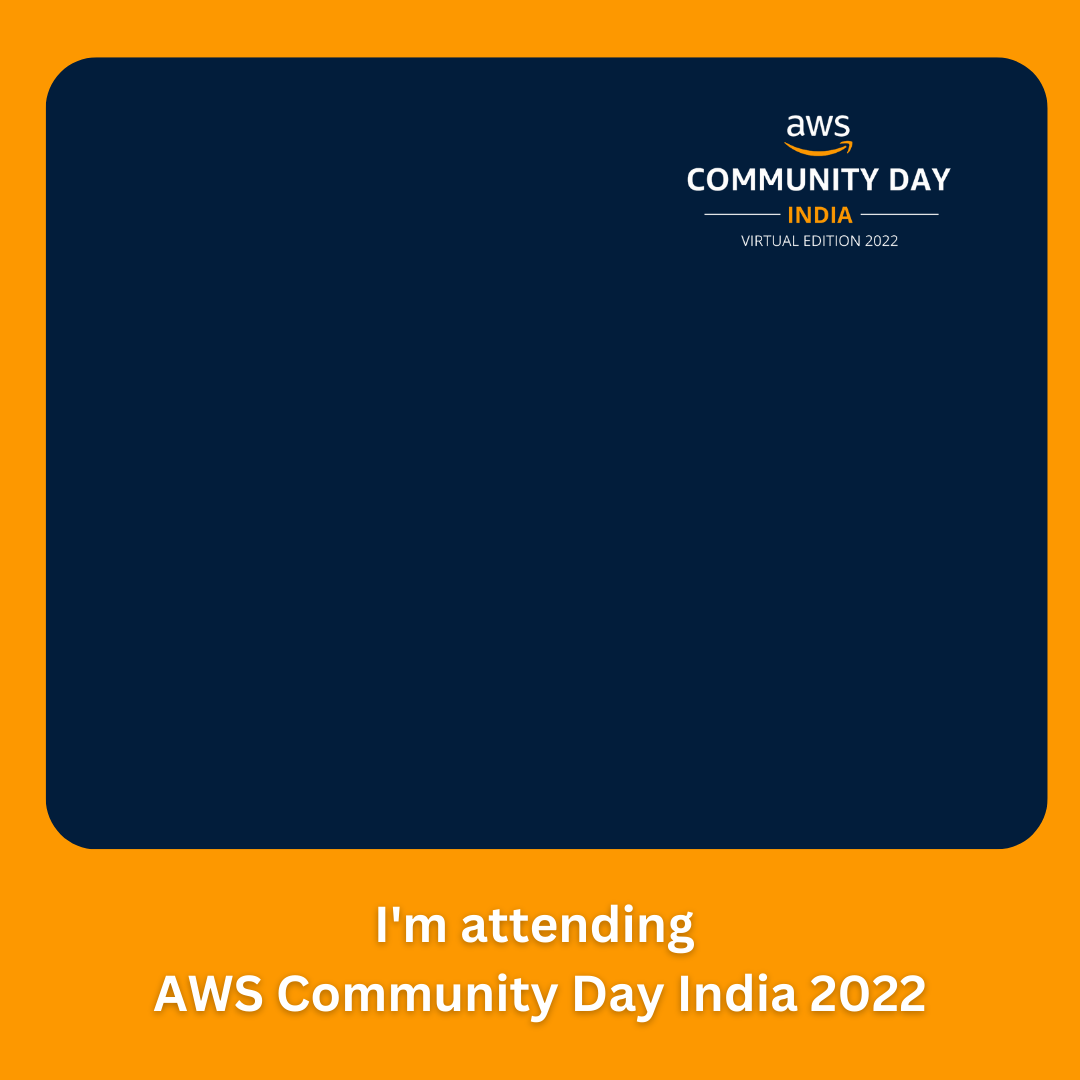 aws
COMMUNITY DAY
INDIA
VIRTUAL EDITION 2022
I'm attending
AWS Community Day India 2022